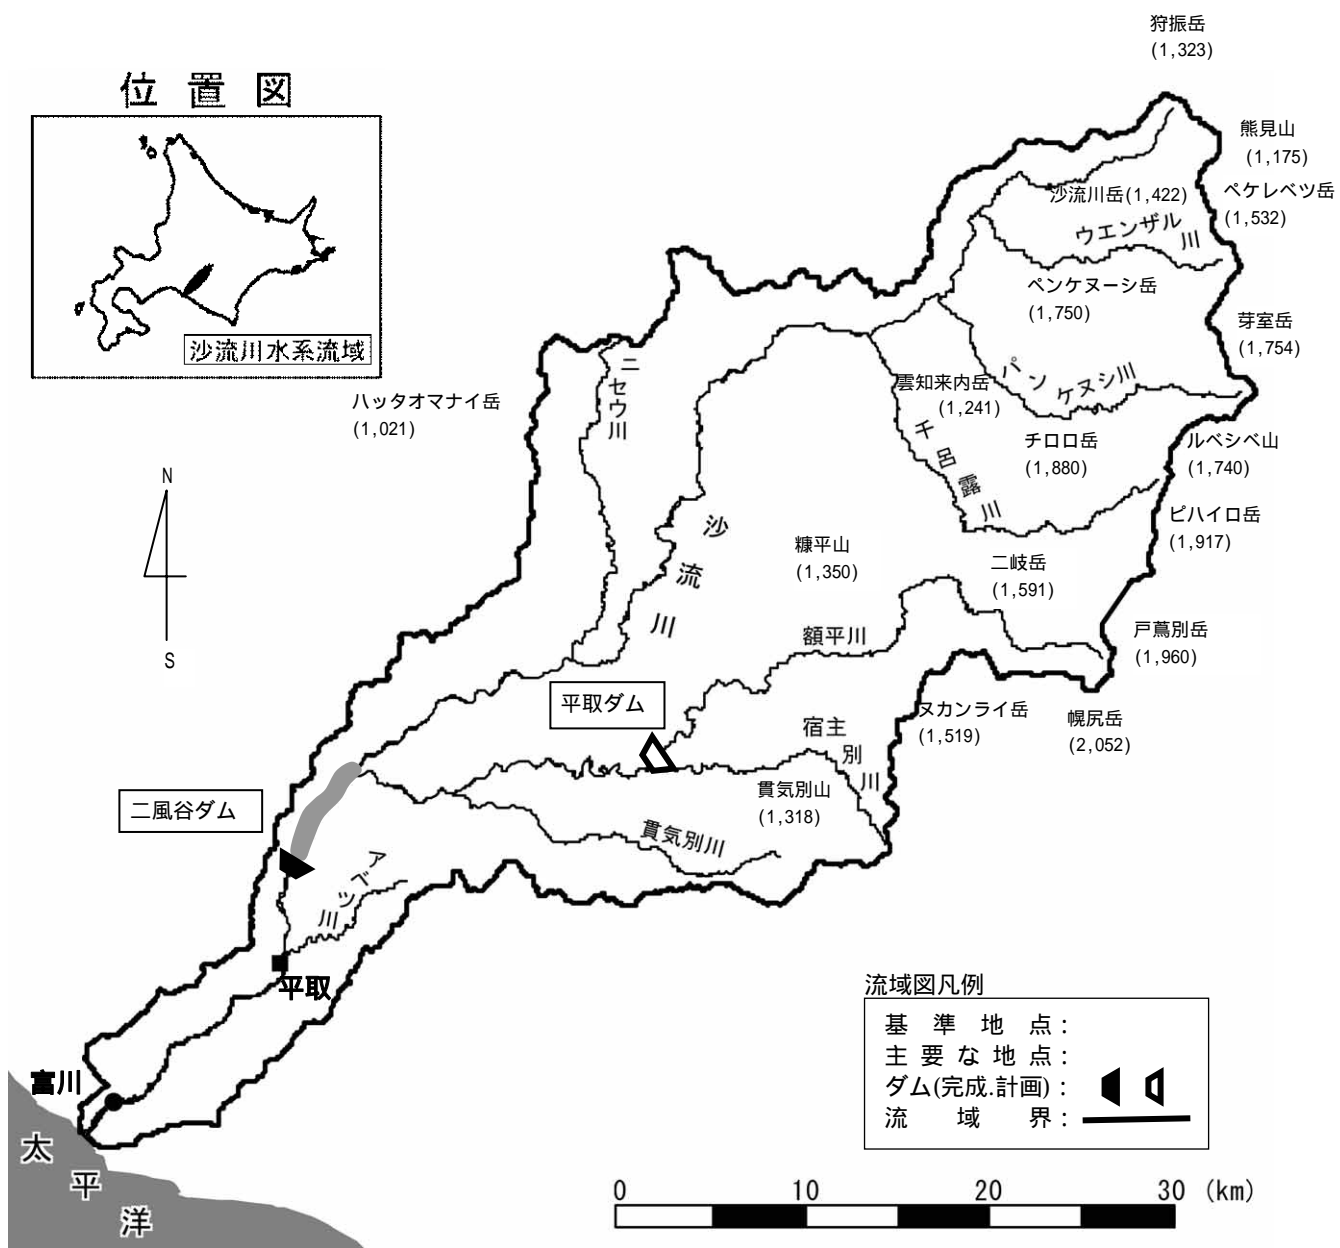 位置図
沙流川水系流域
狩振岳
(1,323)
熊見山
(1,175)
沙流川岳(1,422)
ペケレベツ岳
(1,532)
ウエンザル川
ペンケヌーシ岳
(1,750)
芽室岳
(1,754)
ニセウ川
ハッタオマナイ岳
(1,021)
雲知来内岳
(1,241)
パンケヌシ川
千呂露川
チロロ岳
(1,880)
ルベシベ山
(1,740)
ピハイロ岳
(1,917)
N
S
沙流川
糠平山
(1,350)
二岐岳
(1,591)
額平川
戸蔦別岳
(1,960)
平取ダム
ヌカンライ岳
(1,519)
幌尻岳
(2,052)
宿主別川
二風谷ダム
貫気別山
(1,318)
貫気別川
アベツ川
平取
富川
太平洋
流域図凡例
基準地点:
主要な地点:
ダム(完成.計画):
流域界:
0 10 20 30 (km)